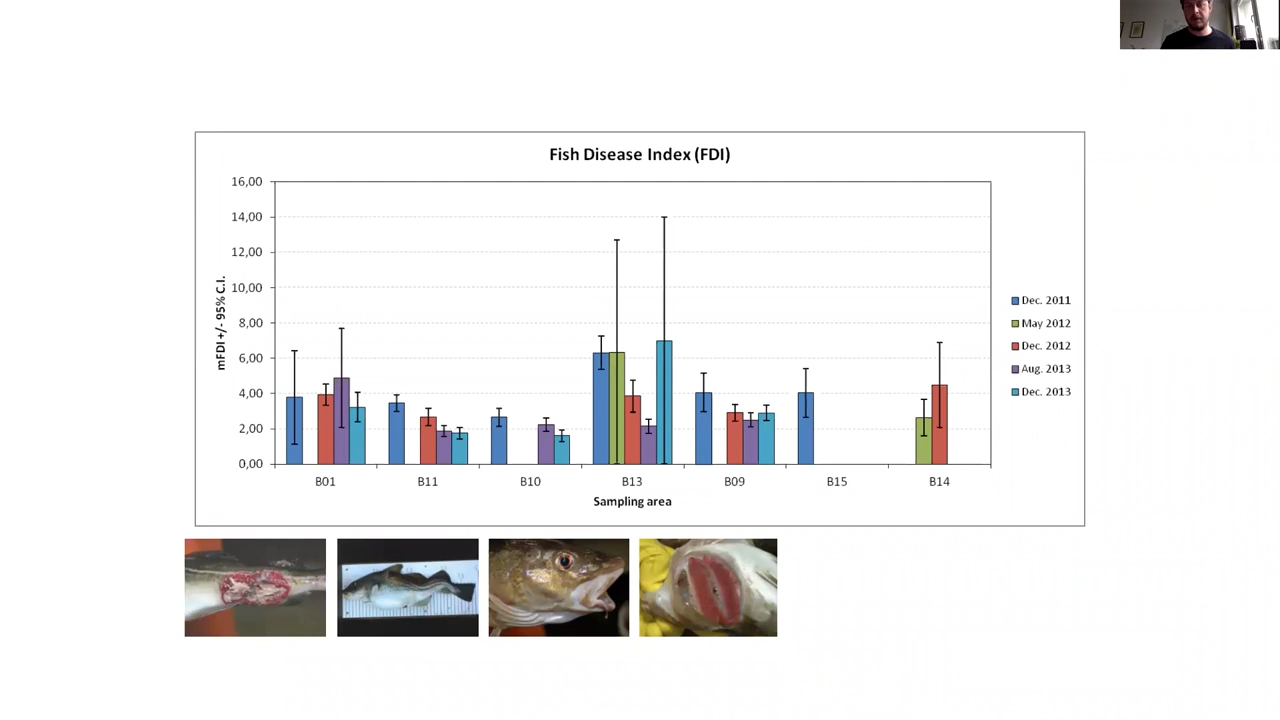 Fish Disease Index (FDI)
16,00
14,00
12,00
10,00
8,00
6,00
4,00
2,00
0,00
mFDI +/- 95% C.I.
B01 B11 B10 B13 B09 B15 B14
Sampling area
Dec. 2011
May 2012
Dec. 2012
Aug. 2013
Dec. 2013